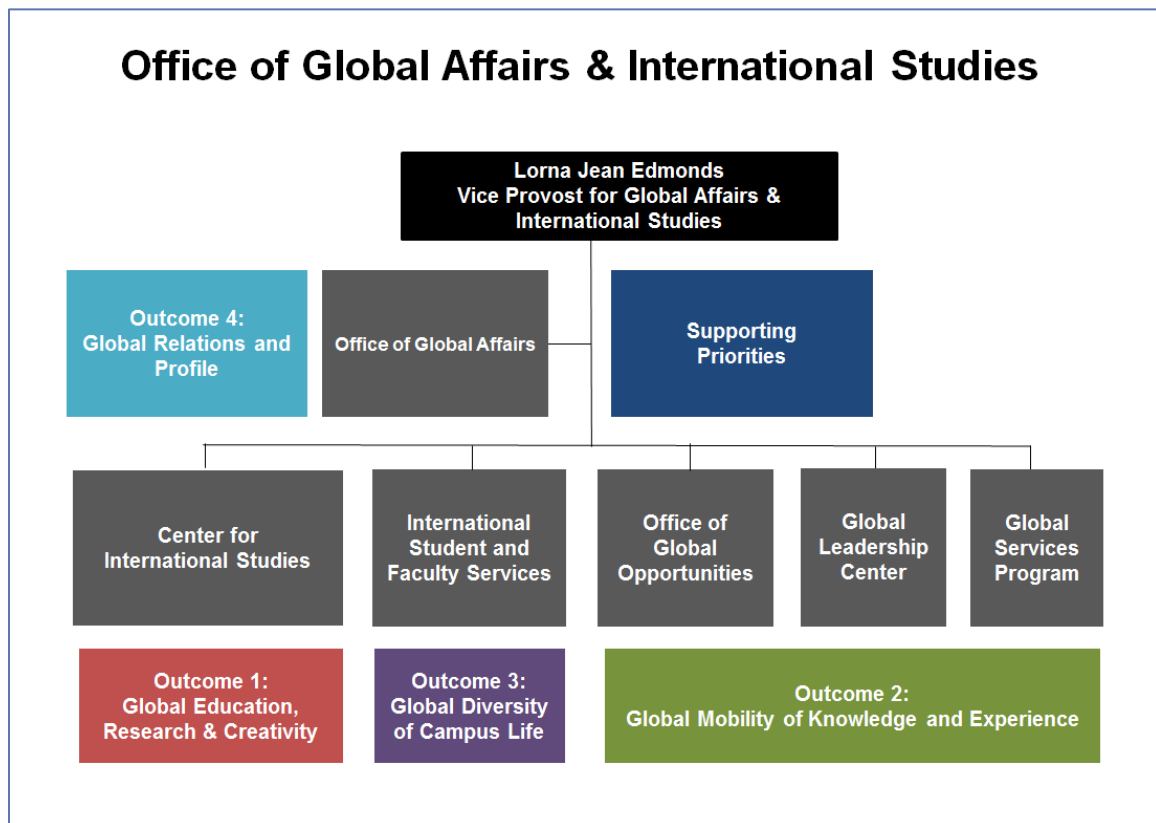 Office of Global Affairs & International Studies
Lorna Jean Edmonds
Vice Provost for Global Affairs &
International Studies
Outcome 4:
Global Relations and
Profile
Office of Global Affairs
Supporting
Priorities
Center for
International Studies
International
Student and
Faculty Services
Office of
Global
Opportunities
Global
Leadership
Center
Global
Services
Program
Outcome 1:
Global Education,
Research & Creativity
Outcome 3:
Global Diversity
of Campus Life
Outcome 2:
Global Mobility of Knowledge and Experience